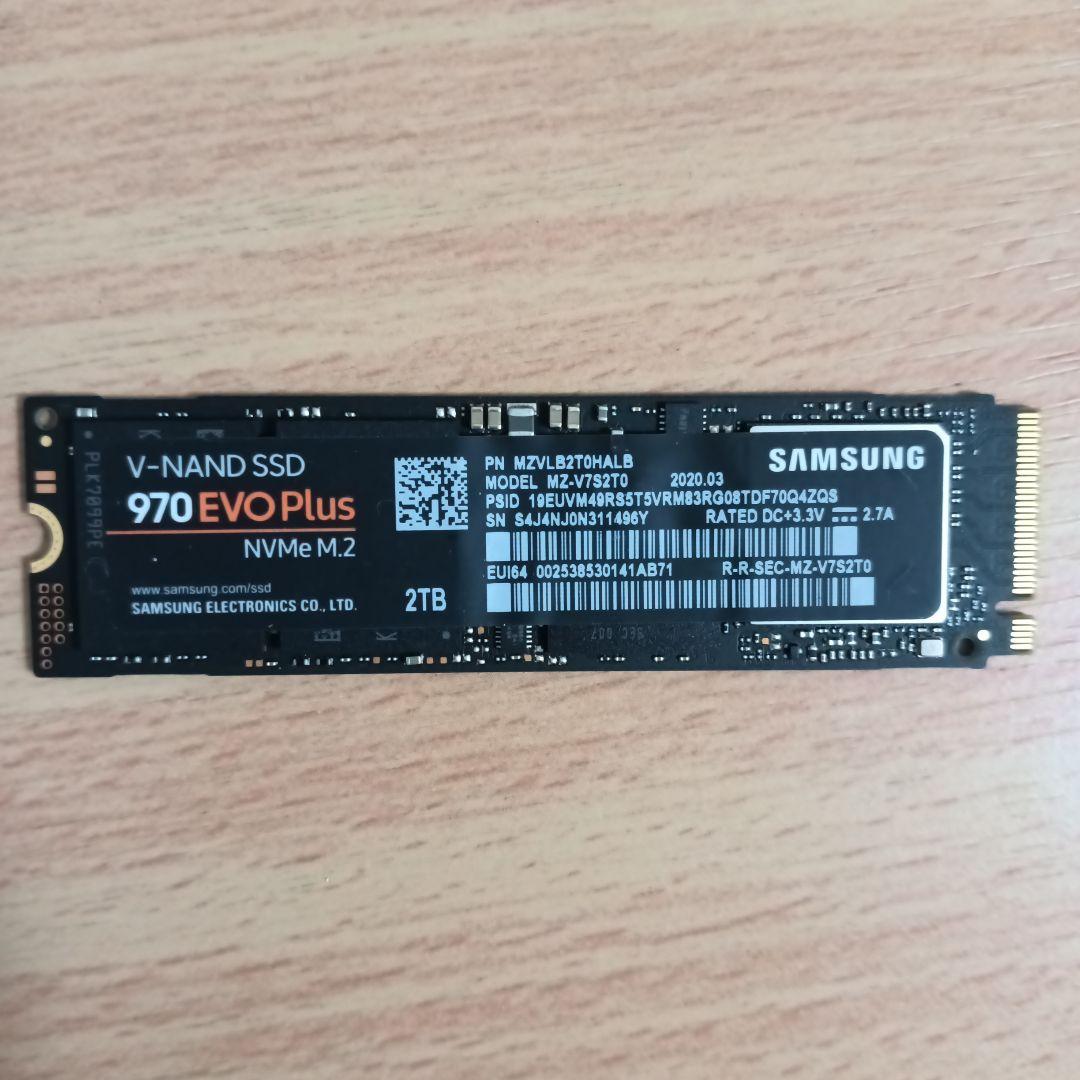 V-NAND SSD
970 EVO Plus
NVMe M.2
www.samsung.com/ssd
SAMSUNG ELECTRONICS CO., LTD.
2TB
PN MZVLB2T0HALB
MODEL MZ-V7S2T0 2020.03
PSID 19EUVM49RS5T5VRM83RG08TDF70Q4ZQS
SN S4J4NJ0N311496Y RATED DC+3.3V 2.7A
EUI64 002538530141AB71 R-R-SEC-MZ-V7S2T0
SAMSUNG